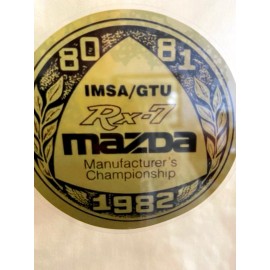 80 81
IMSA/GTU
Rx-7
mazda
Manufacturer's
Championship
1982